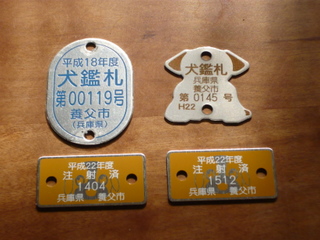 平成18年度
犬鑑札
第00119号
養父市
(兵庫県)
犬鑑札
兵庫県
養父市
第 0145 号
H22
平成22年度
注射済
1404
兵庫県 養父市
平成22年度
注射済
1512
兵庫県 養父市